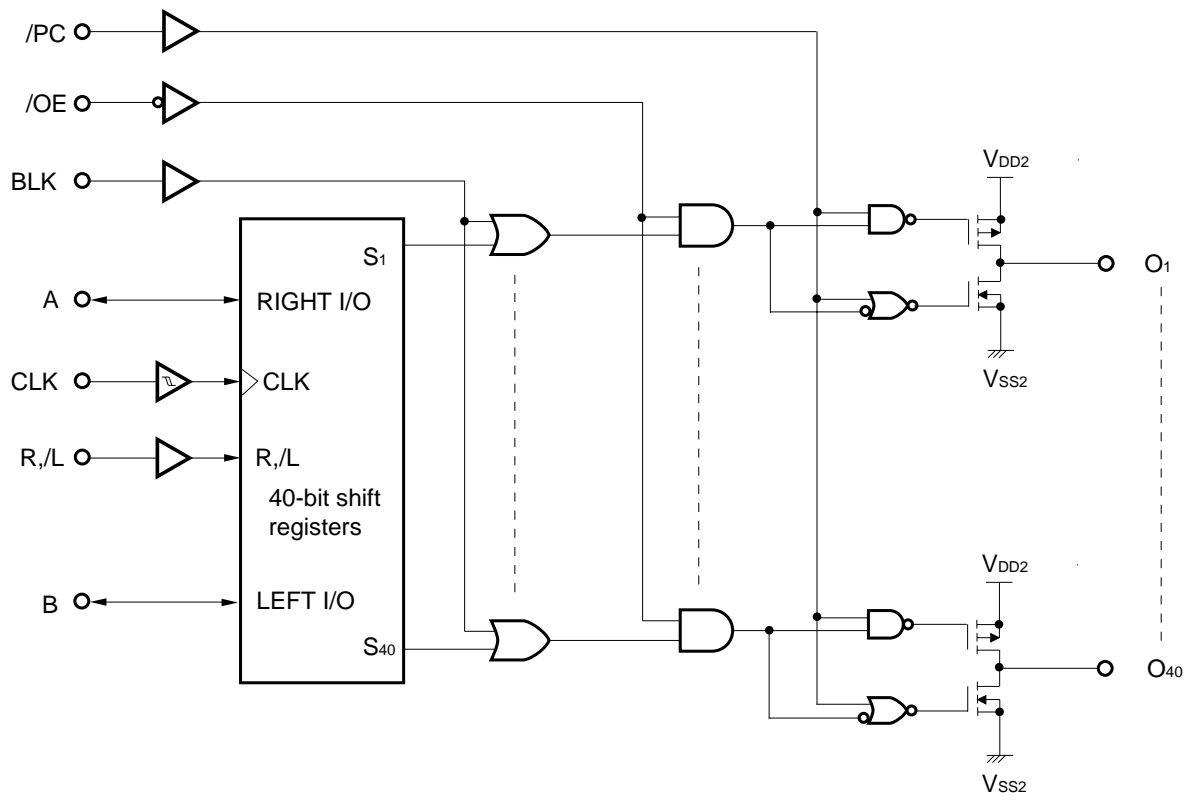 /PC
/OE
BLK
A
CLK
R,/L
B
S1
RIGHT I/O
CLK
R,/L
40-bit shift
registers
LEFT I/O
S40
VDD2
O1
VSS2
VDD2
O40
VSS2